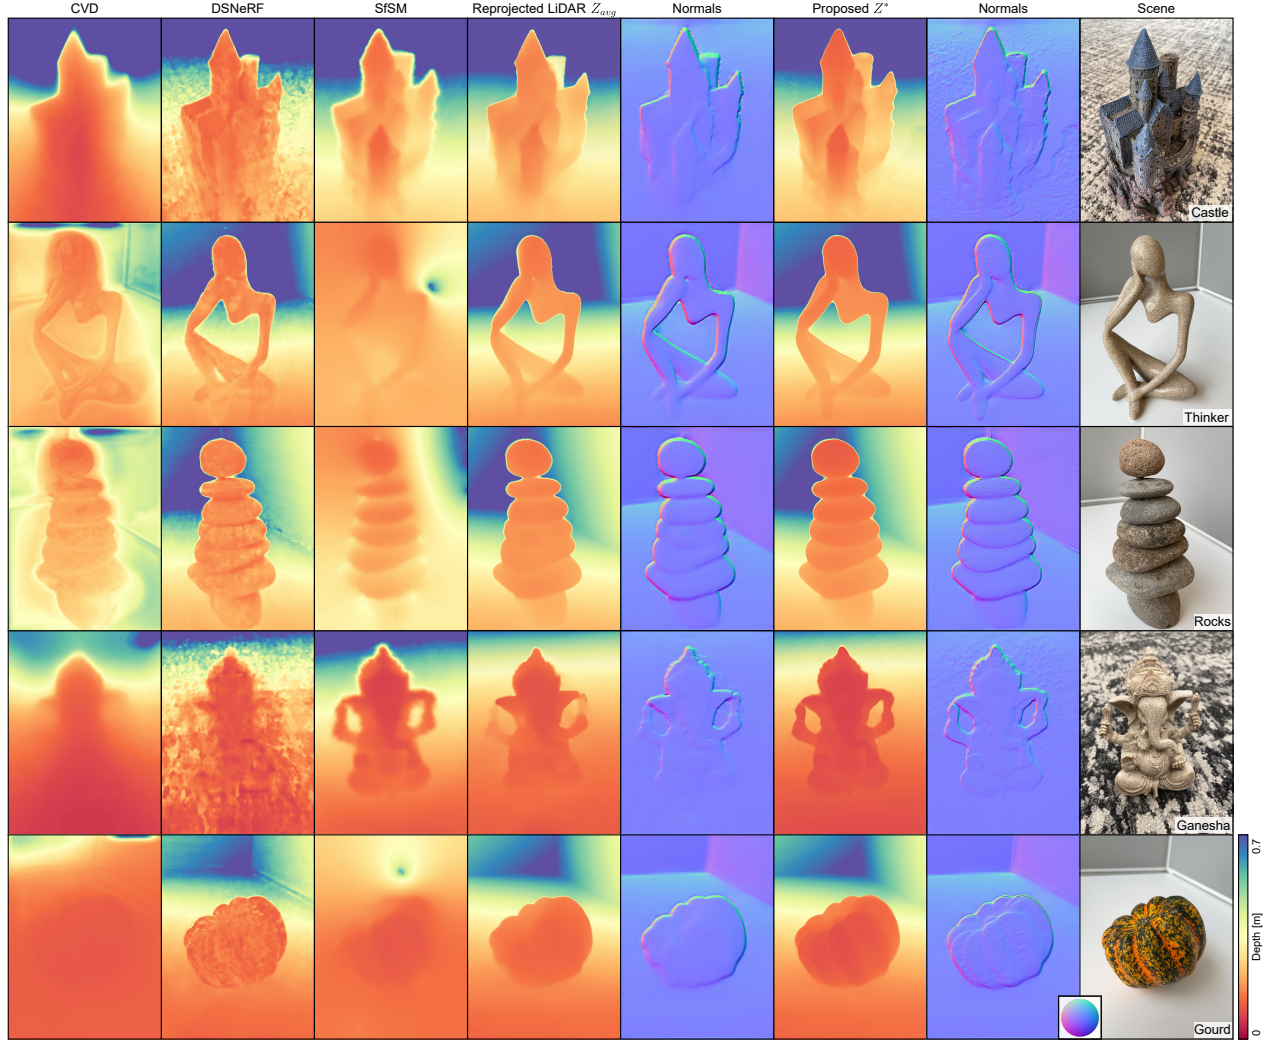 CVD DSNeRF SfSM Reprojected LiDAR Z_avg Normals Proposed Z* Normals Scene
Castle
Thinker
Rocks
Ganesha
Gourd
0.7
Depth [m]
0